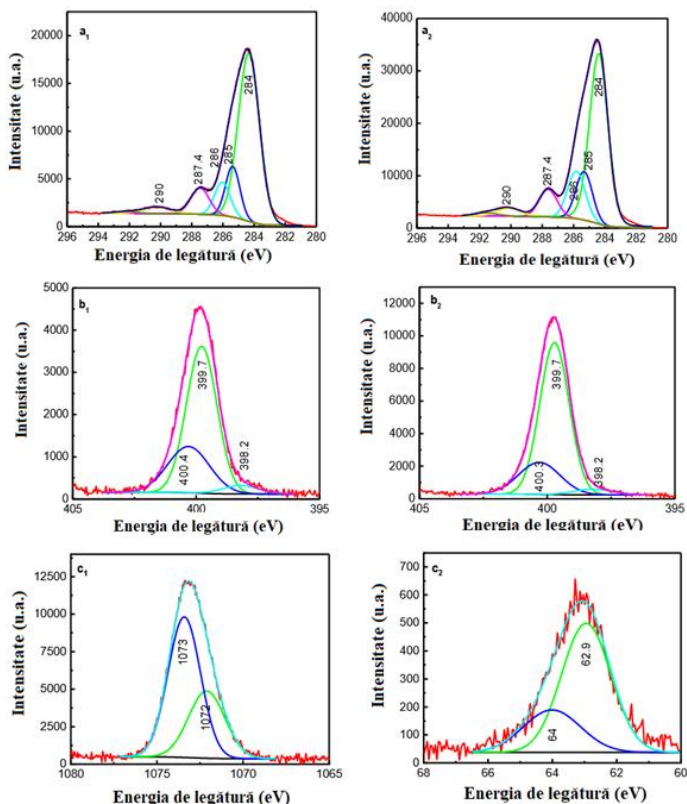 a1
Intensitate (u.a.)
20000
15000
10000
5000
0
290
287.4
286
285
284
296 294 292 290 288 286 284 282 280
Energia de legătură (eV)
a2
Intensitate (u.a.)
40000
30000
20000
10000
0
290
287.4
286
285
284
296 294 292 290 288 286 284 282 280
Energia de legătură (eV)
b1
Intensitate (u.a.)
5000
4000
3000
2000
1000
0
400.4
399.7
398.2
405 400 395
Energia de legătură (eV)
b2
Intensitate (u.a.)
12000
10000
8000
6000
4000
2000
0
400.3
399.7
398.2
405 400 395
Energia de legătură (eV)
c1
Intensitate (u.a.)
12500
10000
7500
5000
2500
0
1073
1072
1080 1075 1070 1065
Energia de legătură (eV)
c2
Intensitate (u.a.)
700
600
500
400
300
200
100
0
64
62.9
68 66 64 62 60
Energia de legătură (eV)